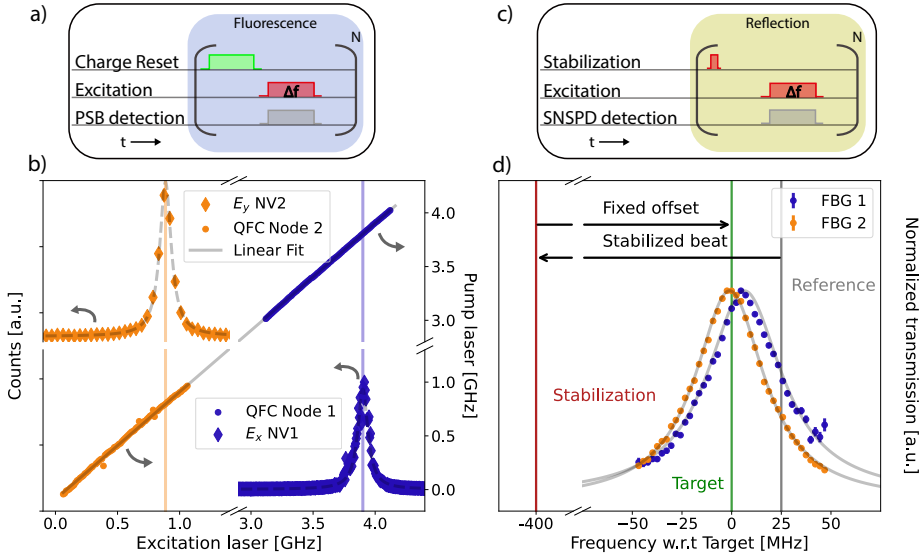 a)
Fluorescence
N
Charge Reset
Excitation
Δf
PSB detection
t
c)
Reflection
N
Stabilization
Excitation
Δf
SNSPD detection
t
b)
E_y NV2
QFC Node 2
Linear Fit
QFC Node 1
E_x NV1
Counts [a.u.]
Pump laser [GHz]
4.0
3.5
3.0
1.0
0.5
0.0
0.0
0.5
1.0
3.0
3.5
4.0
Excitation laser [GHz]
d)
FBG 1
FBG 2
Fixed offset
Stabilized beat
Reference
Stabilization
Target
Normalized transmission [a.u.]
-400
−50
−25
0
25
50
Frequency w.r.t Target [MHz]